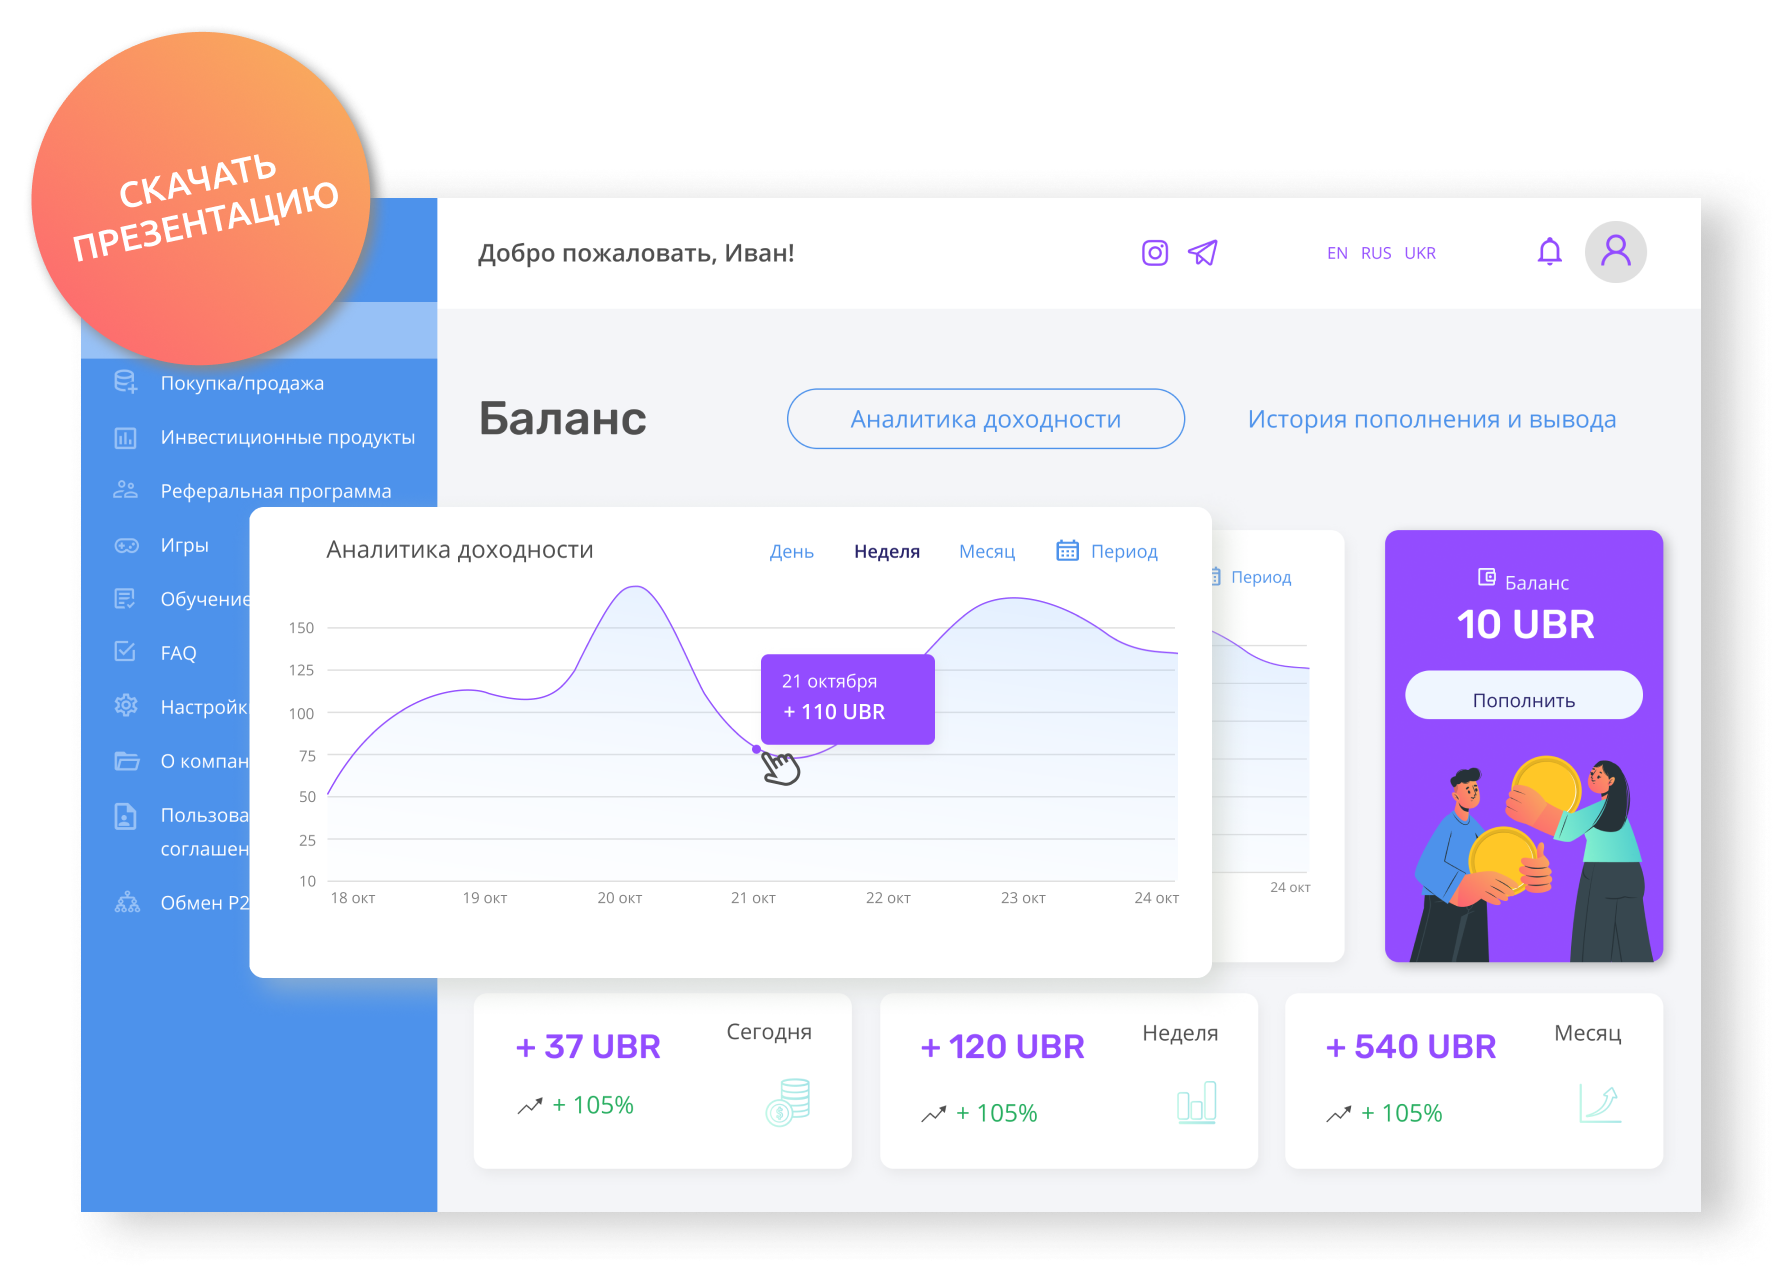 СКАЧАТЬ
ПРЕЗЕНТАЦИЮ
Добро пожаловать, Иван!
EN RUS UKR
Покупка/продажа
Инвестиционные продукты
Реферальная программа
Игры
Обучение
FAQ
Настройк
О компан
Пользова
соглашен
Обмен P2
Баланс
Аналитика доходности
История пополнения и вывода
Аналитика доходности
День
Неделя
Месяц
Период
150
125
100
75
50
25
10
18 окт
19 окт
20 окт
21 окт
22 окт
23 окт
24 окт
21 октября
+ 110 UBR
Период
24 окт
Баланс
10 UBR
Пополнить
+ 37 UBR
Сегодня
+ 105%
+ 120 UBR
Неделя
+ 105%
+ 540 UBR
Месяц
+ 105%